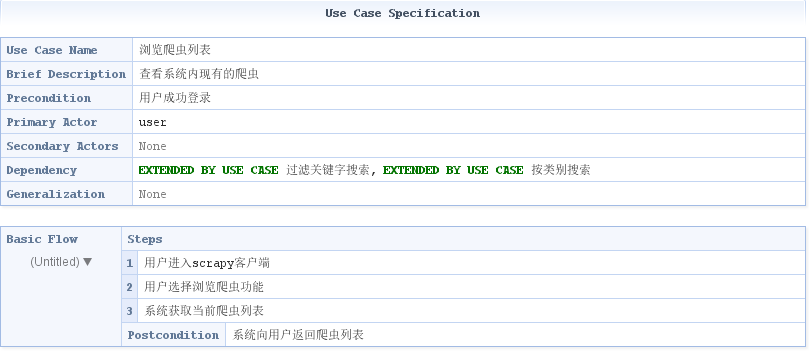 Use Case Specification
Use Case Name 浏览爬虫列表
Brief Description 查看系统内现有的爬虫
Precondition 用户成功登录
Primary Actor user
Secondary Actors None
Dependency EXTENDED BY USE CASE 过滤关键字搜索, EXTENDED BY USE CASE 按类别搜索
Generalization None
Basic Flow Steps
(Untitled) ▼
1 用户进入scrapy客户端
2 用户选择浏览爬虫功能
3 系统获取当前爬虫列表
Postcondition 系统向用户返回爬虫列表